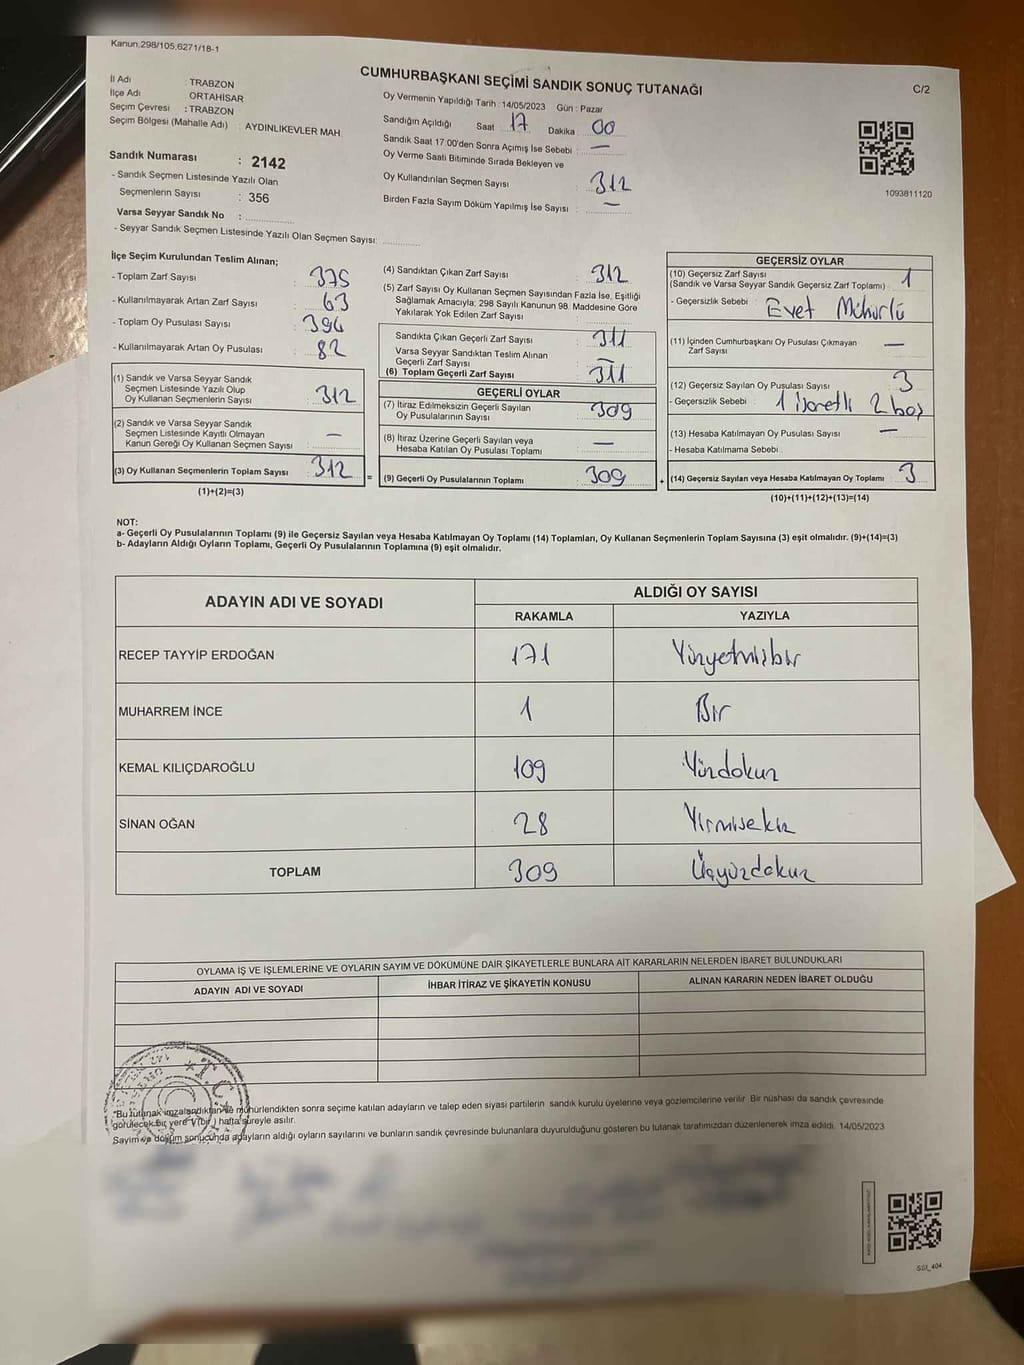 Kanun.298/105,6271/18-1
CUMHURBAŞKANI SEÇİMİ SANDIK SONUÇ TUTANAĞI
C/2
İl Adı : TRABZON
İlçe Adı : ORTAHİSAR
Seçim Çevresi : TRABZON
Seçim Bölgesi (Mahalle Adı) : AYDINLIKEVLER MAH.
Sandık Numarası : 2142
- Sandık Seçmen Listesinde Yazılı Olan
Seçmenlerin Sayısı : 356
Varsa Seyyar Sandık No :
- Seyyar Sandık Seçmen Listesinde Yazılı Olan Seçmen Sayısı:
Oy Vermenin Yapıldığı Tarih : 14/05/2023 Gün : Pazar
Sandığın Açıldığı Saat 17 Dakika 00
Sandık Saat 17:00'den Sonra Açılmış İse Sebebi : —
Oy Verme Saati Bitiminde Sırada Bekleyen ve
Oy Kullandırılan Seçmen Sayısı : 312
Birden Fazla Sayım Döküm Yapılmış İse Sayısı : —
1093811120
İlçe Seçim Kurulundan Teslim Alınan;
- Toplam Zarf Sayısı : 375
- Kullanılmayarak Artan Zarf Sayısı : 63
- Toplam Oy Pusulası Sayısı : 394
- Kullanılmayarak Artan Oy Pusulası : 82
(1) Sandık ve Varsa Seyyar Sandık
Seçmen Listesinde Yazılı Olup
Oy Kullanan Seçmenlerin Sayısı : 312
(2) Sandık ve Varsa Seyyar Sandık
Seçmen Listesinde Kayıtlı Olmayan
Kanun Gereği Oy Kullanan Seçmen Sayısı : —
(3) Oy Kullanan Seçmenlerin Toplam Sayısı : 312
(1)+(2)=(3)
(4) Sandıktan Çıkan Zarf Sayısı : 312
(5) Zarf Sayısı Oy Kullanan Seçmen Sayısından Fazla İse, Eşitliği
Sağlamak Amacıyla; 298 Sayılı Kanunun 98. Maddesine Göre
Yakılarak Yok Edilen Zarf Sayısı :
Sandıkta Çıkan Geçerli Zarf Sayısı : 311
Varsa Seyyar Sandıktan Teslim Alınan
Geçerli Zarf Sayısı : —
(6) Toplam Geçerli Zarf Sayısı : 311
GEÇERLİ OYLAR
(7) İtiraz Edilmeksizin Geçerli Sayılan
Oy Pusulalarının Sayısı : 309
(8) İtiraz Üzerine Geçerli Sayılan veya
Hesaba Katılan Oy Pusulası Toplamı : —
= (9) Geçerli Oy Pusulalarının Toplamı : 309
GEÇERSİZ OYLAR
(10) Geçersiz Zarf Sayısı : 1
(Sandık ve Varsa Seyyar Sandık Geçersiz Zarf Toplamı)
- Geçersizlik Sebebi : Evet Mühürlü
(11) İçinden Cumhurbaşkanı Oy Pusulası Çıkmayan
Zarf Sayısı : —
(12) Geçersiz Sayılan Oy Pusulası Sayısı : 3
- Geçersizlik Sebebi : 1 işaretli 2 boş
(13) Hesaba Katılmayan Oy Pusulası Sayısı : —
- Hesaba Katılmama Sebebi :
+ (14) Geçersiz Sayılan veya Hesaba Katılmayan Oy Toplamı : 3
(10)+(11)+(12)+(13)=(14)
NOT:
a- Geçerli Oy Pusulalarının Toplamı (9) ile Geçersiz Sayılan veya Hesaba Katılmayan Oy Toplamı (14) Toplamları, Oy Kullanan Seçmenlerin Toplam Sayısına (3) eşit olmalıdır. (9)+(14)=(3)
b- Adayların Aldığı Oyların Toplamı, Geçerli Oy Pusulalarının Toplamına (9) eşit olmalıdır.
ADAYIN ADI VE SOYADI
ALDIĞI OY SAYISI
RAKAMLA YAZIYLA
RECEP TAYYİP ERDOĞAN 171 Yüzyetmişbir
MUHARREM İNCE 1 Bir
KEMAL KILIÇDAROĞLU 109 Yüzdokuz
SİNAN OĞAN 28 Yirmisekiz
TOPLAM 309 Üçyüzdokuz
OYLAMA İŞ VE İŞLEMLERİNE VE OYLARIN SAYIM VE DÖKÜMÜNE DAİR ŞİKAYETLERLE BUNLARA AİT KARARLARIN NELERDEN İBARET BULUNDUKLARI
ADAYIN ADI VE SOYADI İHBAR İTİRAZ VE ŞİKAYETİN KONUSU ALINAN KARARIN NEDEN İBARET OLDUĞU
T.C.
"Bu tutanak imzalandıktan ve mühürlendikten sonra seçime katılan adayların ve talep eden siyasi partilerin sandık kurulu üyelerine veya gözlemcilerine verilir. Bir nüshası da sandık çevresinde
görülecek bir yere 1 (bir) hafta süreyle asılır.
Sayım ve döküm sonucunda adayların aldığı oyların sayılarını ve bunların sandık çevresinde bulunanlara duyurulduğunu gösteren bu tutanak tarafımızdan düzenlenerek imza edildi. 14/05/2023
SSI_404